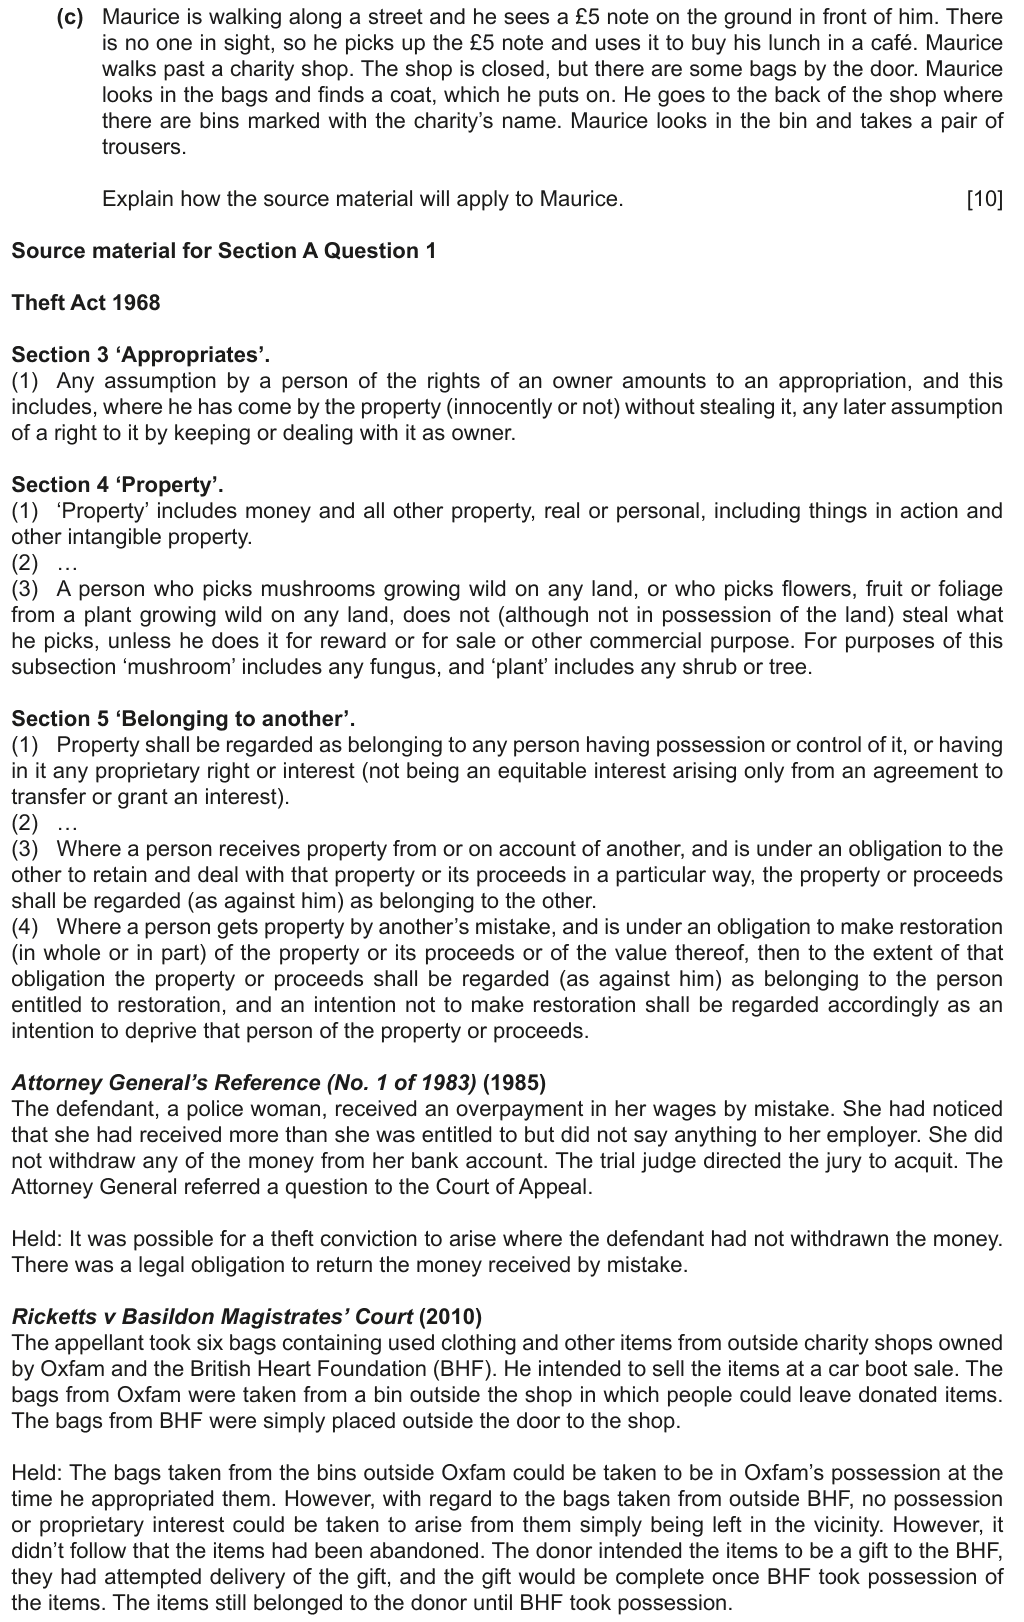 (c) Maurice is walking along a street and he sees a £5 note on the ground in front of him. There
is no one in sight, so he picks up the £5 note and uses it to buy his lunch in a café. Maurice
walks past a charity shop. The shop is closed, but there are some bags by the door. Maurice
looks in the bags and finds a coat, which he puts on. He goes to the back of the shop where
there are bins marked with the charity’s name. Maurice looks in the bin and takes a pair of
trousers.
Explain how the source material will apply to Maurice. [10]
Source material for Section A Question 1
Theft Act 1968
Section 3 ‘Appropriates’.
(1) Any assumption by a person of the rights of an owner amounts to an appropriation, and this
includes, where he has come by the property (innocently or not) without stealing it, any later assumption
of a right to it by keeping or dealing with it as owner.
Section 4 ‘Property’.
(1) ‘Property’ includes money and all other property, real or personal, including things in action and
other intangible property.
(2) …
(3) A person who picks mushrooms growing wild on any land, or who picks flowers, fruit or foliage
from a plant growing wild on any land, does not (although not in possession of the land) steal what
he picks, unless he does it for reward or for sale or other commercial purpose. For purposes of this
subsection ‘mushroom’ includes any fungus, and ‘plant’ includes any shrub or tree.
Section 5 ‘Belonging to another’.
(1) Property shall be regarded as belonging to any person having possession or control of it, or having
in it any proprietary right or interest (not being an equitable interest arising only from an agreement to
transfer or grant an interest).
(2) …
(3) Where a person receives property from or on account of another, and is under an obligation to the
other to retain and deal with that property or its proceeds in a particular way, the property or proceeds
shall be regarded (as against him) as belonging to the other.
(4) Where a person gets property by another’s mistake, and is under an obligation to make restoration
(in whole or in part) of the property or its proceeds or of the value thereof, then to the extent of that
obligation the property or proceeds shall be regarded (as against him) as belonging to the person
entitled to restoration, and an intention not to make restoration shall be regarded accordingly as an
intention to deprive that person of the property or proceeds.
Attorney General’s Reference (No. 1 of 1983) (1985)
The defendant, a police woman, received an overpayment in her wages by mistake. She had noticed
that she had received more than she was entitled to but did not say anything to her employer. She did
not withdraw any of the money from her bank account. The trial judge directed the jury to acquit. The
Attorney General referred a question to the Court of Appeal.
Held: It was possible for a theft conviction to arise where the defendant had not withdrawn the money.
There was a legal obligation to return the money received by mistake.
Ricketts v Basildon Magistrates’ Court (2010)
The appellant took six bags containing used clothing and other items from outside charity shops owned
by Oxfam and the British Heart Foundation (BHF). He intended to sell the items at a car boot sale. The
bags from Oxfam were taken from a bin outside the shop in which people could leave donated items.
The bags from BHF were simply placed outside the door to the shop.
Held: The bags taken from the bins outside Oxfam could be taken to be in Oxfam’s possession at the
time he appropriated them. However, with regard to the bags taken from outside BHF, no possession
or proprietary interest could be taken to arise from them simply being left in the vicinity. However, it
didn’t follow that the items had been abandoned. The donor intended the items to be a gift to the BHF,
they had attempted delivery of the gift, and the gift would be complete once BHF took possession of
the items. The items still belonged to the donor until BHF took possession.